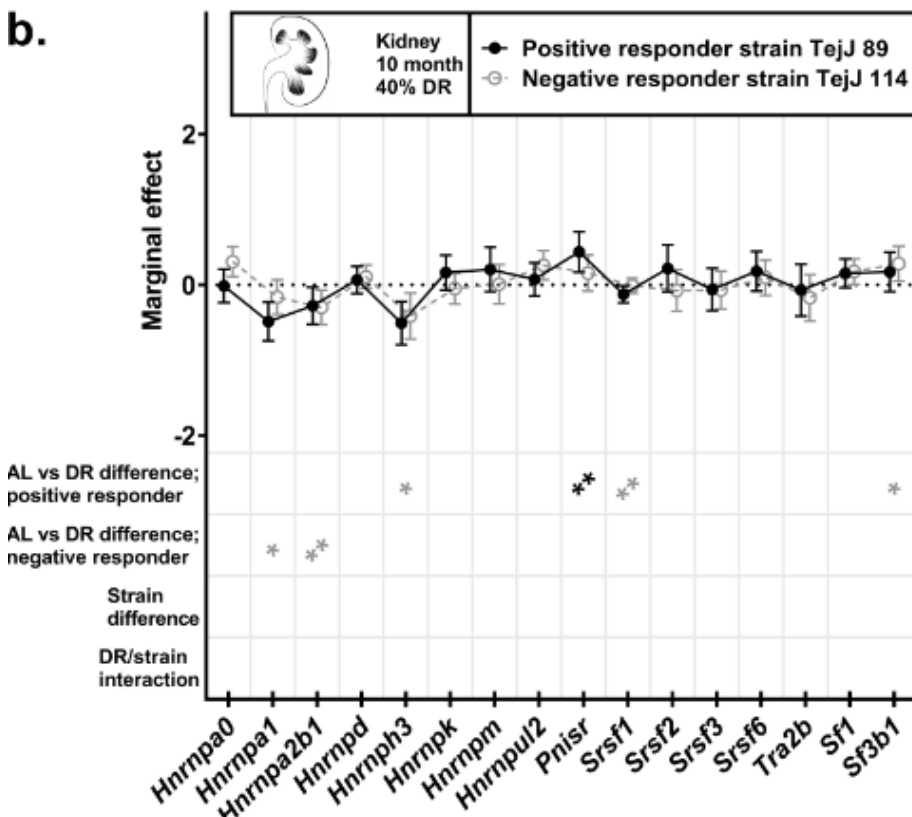 b.
Kidney
10 month
40% DR
Positive responder strain TejJ 89
Negative responder strain TejJ 114
Marginal effect
2
0
-2
AL vs DR difference;
positive responder
* ** ** *
AL vs DR difference;
negative responder
* **
Strain
difference
DR/strain
interaction
Hnrnpa0
Hnrnpa1
Hnrnpa2b1
Hnrnpd
Hnrnph3
Hnrnpk
Hnrnpm
Hnrnpul2
Pnisr
Srsf1
Srsf2
Srsf3
Srsf6
Tra2b
Sf1
Sf3b1